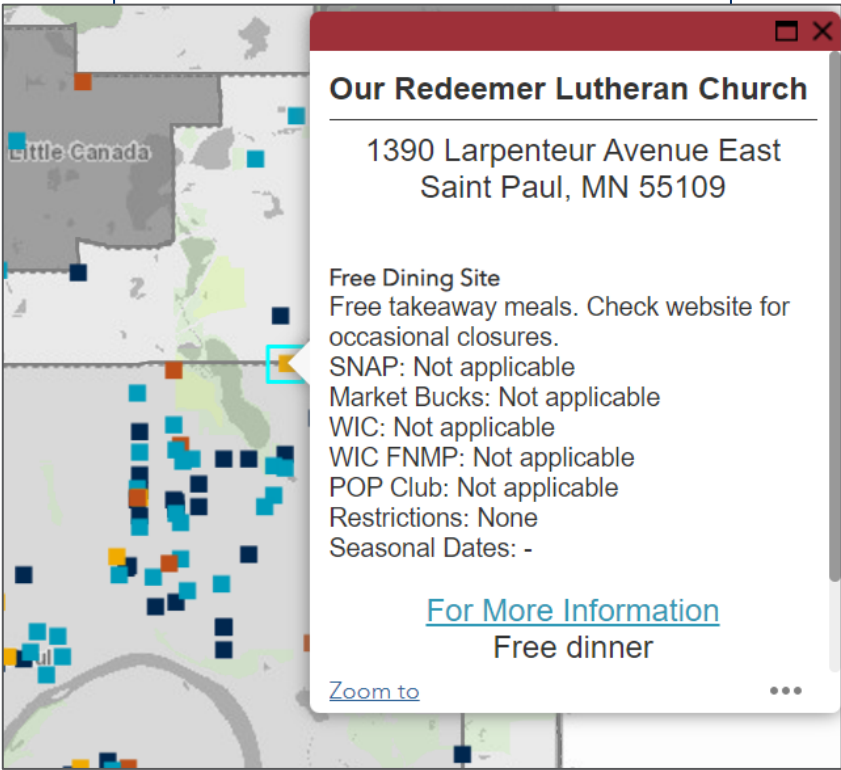 Little Canada
ul
Our Redeemer Lutheran Church
1390 Larpenteur Avenue East
Saint Paul, MN 55109
Free Dining Site
Free takeaway meals. Check website for
occasional closures.
SNAP: Not applicable
Market Bucks: Not applicable
WIC: Not applicable
WIC FNMP: Not applicable
POP Club: Not applicable
Restrictions: None
Seasonal Dates: -
For More Information
Free dinner
Zoom to